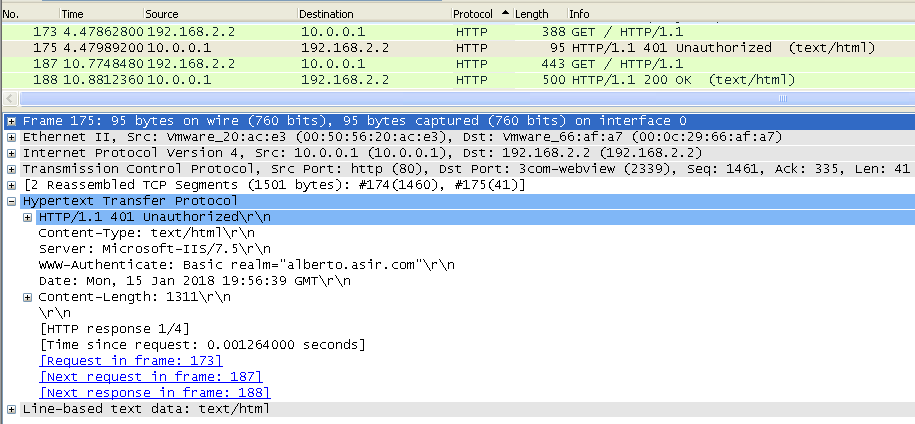 No. Time Source Destination Protocol Length Info
173 4.47862800 192.168.2.2 10.0.0.1 HTTP 388 GET / HTTP/1.1
175 4.47989200 10.0.0.1 192.168.2.2 HTTP 95 HTTP/1.1 401 Unauthorized (text/html)
187 10.7748480 192.168.2.2 10.0.0.1 HTTP 443 GET / HTTP/1.1
188 10.8812360 10.0.0.1 192.168.2.2 HTTP 500 HTTP/1.1 200 OK (text/html)
Frame 175: 95 bytes on wire (760 bits), 95 bytes captured (760 bits) on interface 0
Ethernet II, Src: Vmware_20:ac:e3 (00:50:56:20:ac:e3), Dst: Vmware_66:af:a7 (00:0c:29:66:af:a7)
Internet Protocol Version 4, Src: 10.0.0.1 (10.0.0.1), Dst: 192.168.2.2 (192.168.2.2)
Transmission Control Protocol, Src Port: http (80), Dst Port: 3com-webview (2339), Seq: 1461, Ack: 335, Len: 41
[2 Reassembled TCP Segments (1501 bytes): #174(1460), #175(41)]
Hypertext Transfer Protocol
HTTP/1.1 401 Unauthorized\r\n
Content-Type: text/html\r\n
Server: Microsoft-IIS/7.5\r\n
WWW-Authenticate: Basic realm="alberto.asir.com"\r\n
Date: Mon, 15 Jan 2018 19:56:39 GMT\r\n
Content-Length: 1311\r\n
\r\n
[HTTP response 1/4]
[Time since request: 0.001264000 seconds]
[Request in frame: 173]
[Next request in frame: 187]
[Next response in frame: 188]
Line-based text data: text/html